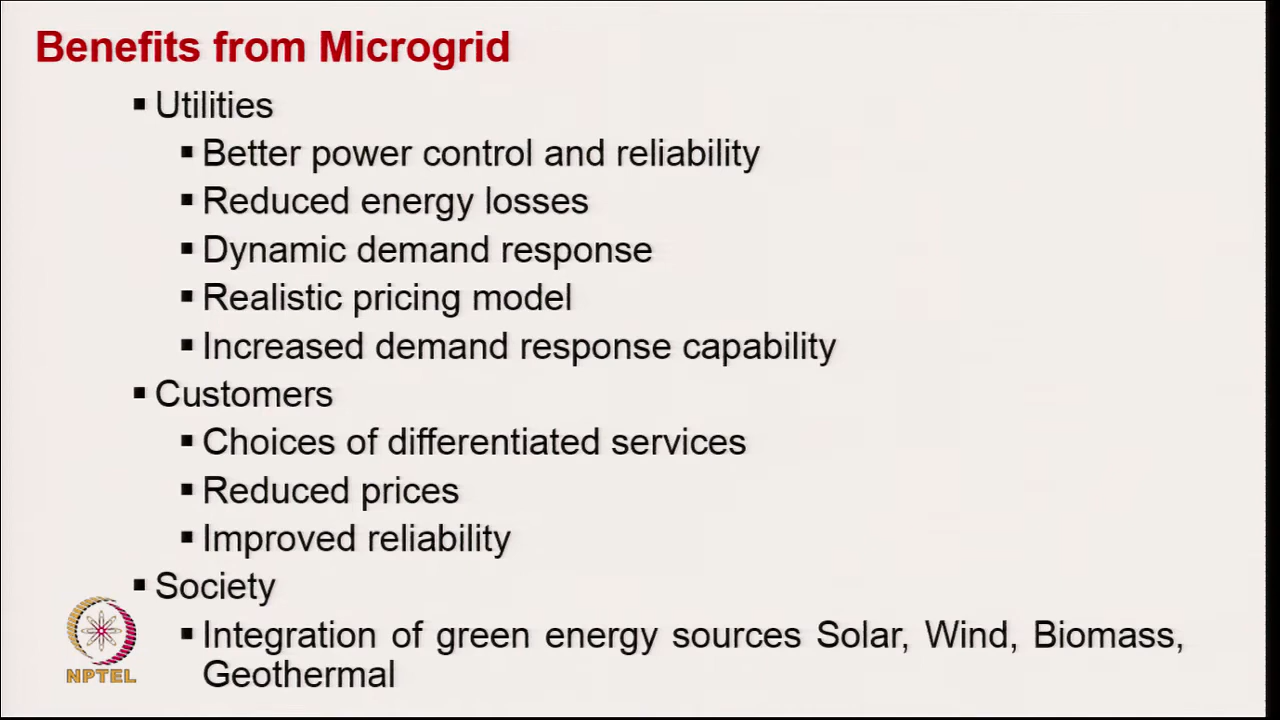 Benefits from Microgrid
▪ Utilities
▪ Better power control and reliability
▪ Reduced energy losses
▪ Dynamic demand response
▪ Realistic pricing model
▪ Increased demand response capability
▪ Customers
▪ Choices of differentiated services
▪ Reduced prices
▪ Improved reliability
▪ Society
▪ Integration of green energy sources Solar, Wind, Biomass,
Geothermal
NPTEL